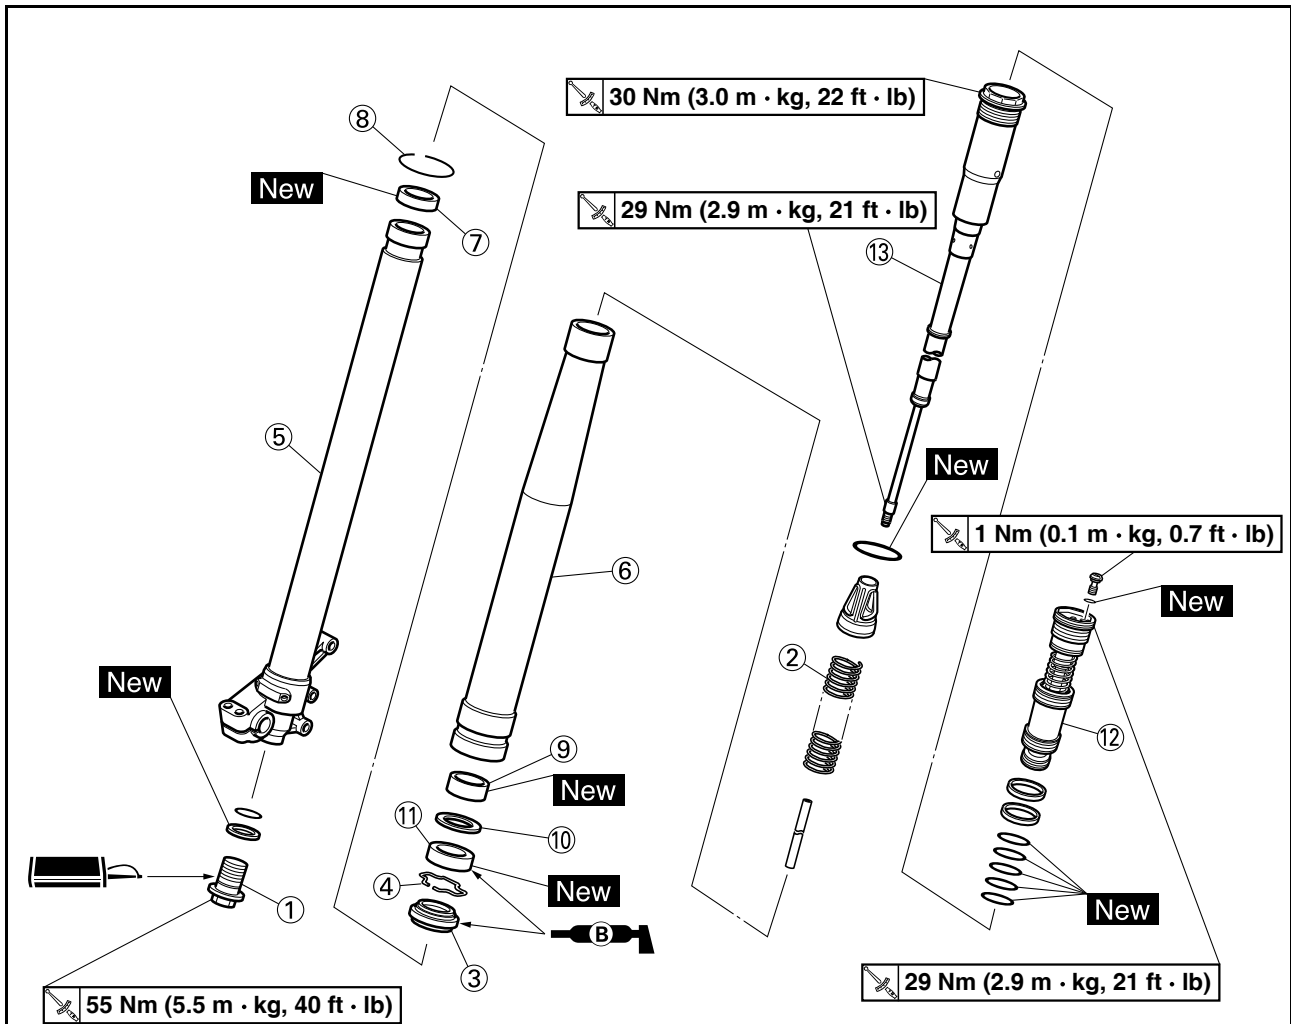 30 Nm (3.0 m · kg, 22 ft · lb)
⑧
New
⑦
29 Nm (2.9 m · kg, 21 ft · lb)
⑬
⑤
New
1 Nm (0.1 m · kg, 0.7 ft · lb)
⑥
New
②
New
⑫
⑨
New
⑪
⑩
④
New
①
New
B
③
29 Nm (2.9 m · kg, 21 ft · lb)
55 Nm (5.5 m · kg, 40 ft · lb)